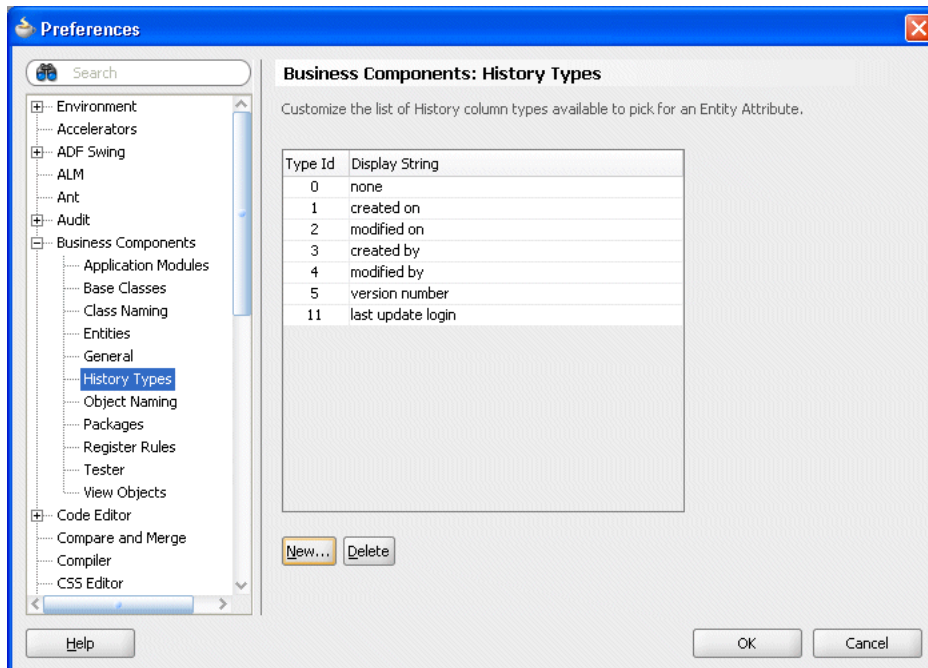 Preferences
Search
Environment
Accelerators
ADF Swing
ALM
Ant
Audit
Business Components
Application Modules
Base Classes
Class Naming
Entities
General
History Types
Object Naming
Packages
Register Rules
Tester
View Objects
Code Editor
Compare and Merge
Compiler
CSS Editor
Business Components: History Types
Customize the list of History column types available to pick for an Entity Attribute.
Type Id Display String
0 none
1 created on
2 modified on
3 created by
4 modified by
5 version number
11 last update login
New... Delete
Help OK Cancel